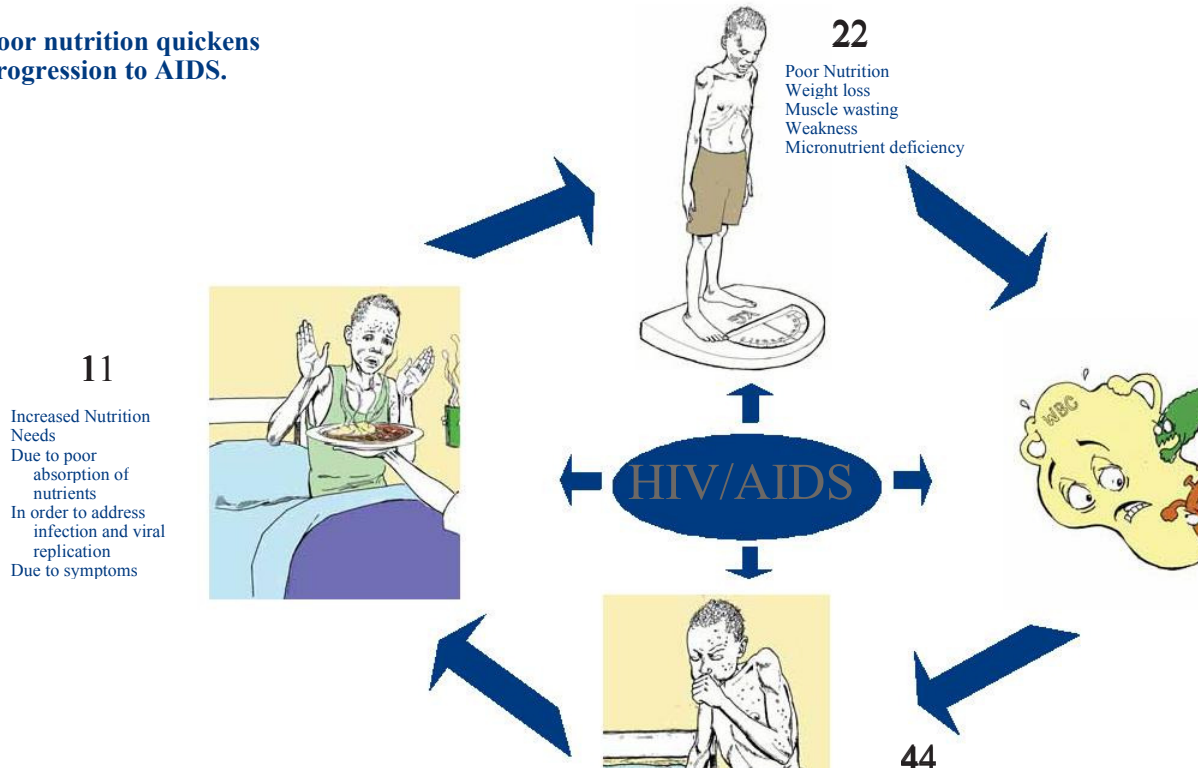 oor nutrition quickens
rogression to AIDS.
22
Poor Nutrition
Weight loss
Muscle wasting
Weakness
Micronutrient deficiency
11
Increased Nutrition
Needs
Due to poor
absorption of
nutrients
In order to address
infection and viral
replication
Due to symptoms
HIV/AIDS
WBC
44